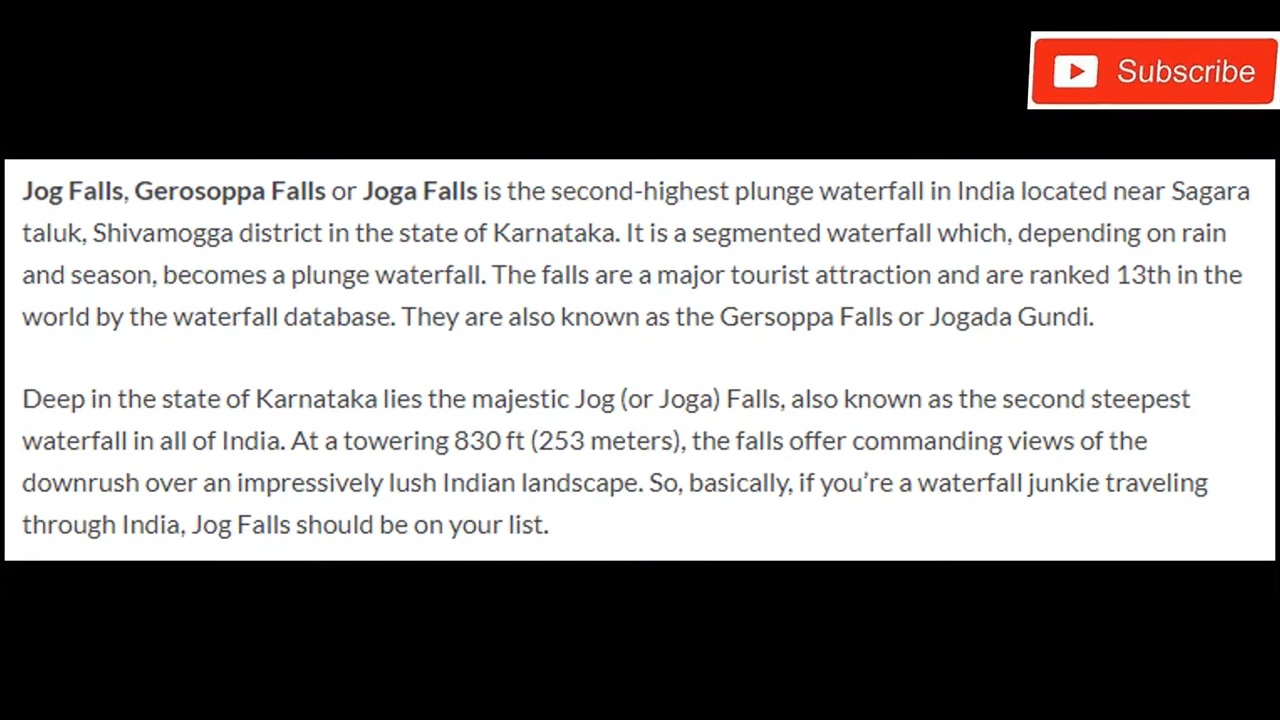 Subscribe
Jog Falls, Gerosoppa Falls or Joga Falls is the second-highest plunge waterfall in India located near Sagara
taluk, Shivamogga district in the state of Karnataka. It is a segmented waterfall which, depending on rain
and season, becomes a plunge waterfall. The falls are a major tourist attraction and are ranked 13th in the
world by the waterfall database. They are also known as the Gersoppa Falls or Jogada Gundi.
Deep in the state of Karnataka lies the majestic Jog (or Joga) Falls, also known as the second steepest
waterfall in all of India. At a towering 830 ft (253 meters), the falls offer commanding views of the
downrush over an impressively lush Indian landscape. So, basically, if you’re a waterfall junkie traveling
through India, Jog Falls should be on your list.